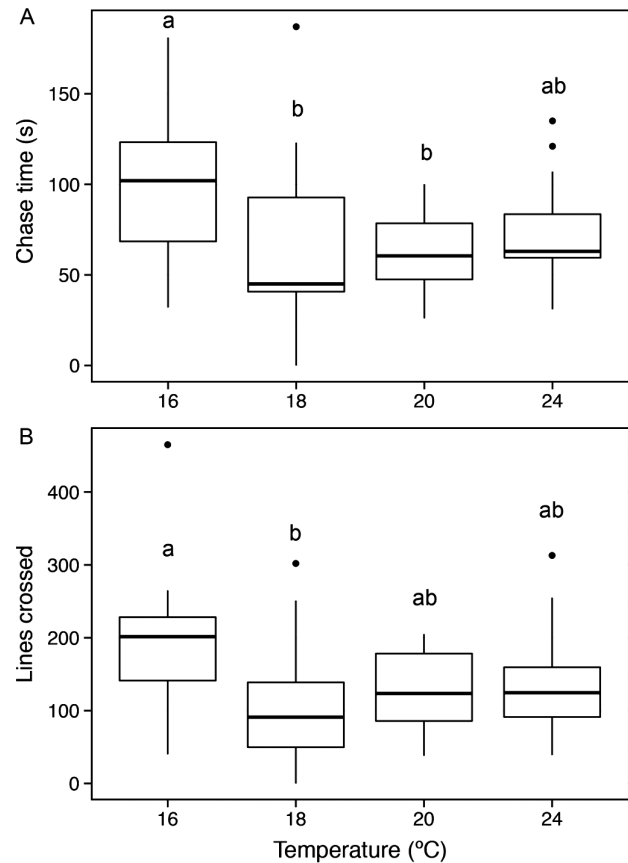 A
a
ab
150
b
b
Chase time (s)
100
50
0
16
18
20
24
B
400
ab
b
a
300
ab
Lines crossed
200
100
0
16
18
20
24
Temperature (ºC)